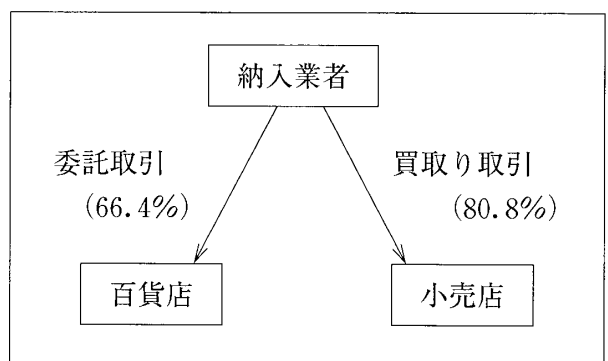 納入業者
委託取引
(66.4%)
買取り取引
(80.8%)
百貨店
小売店